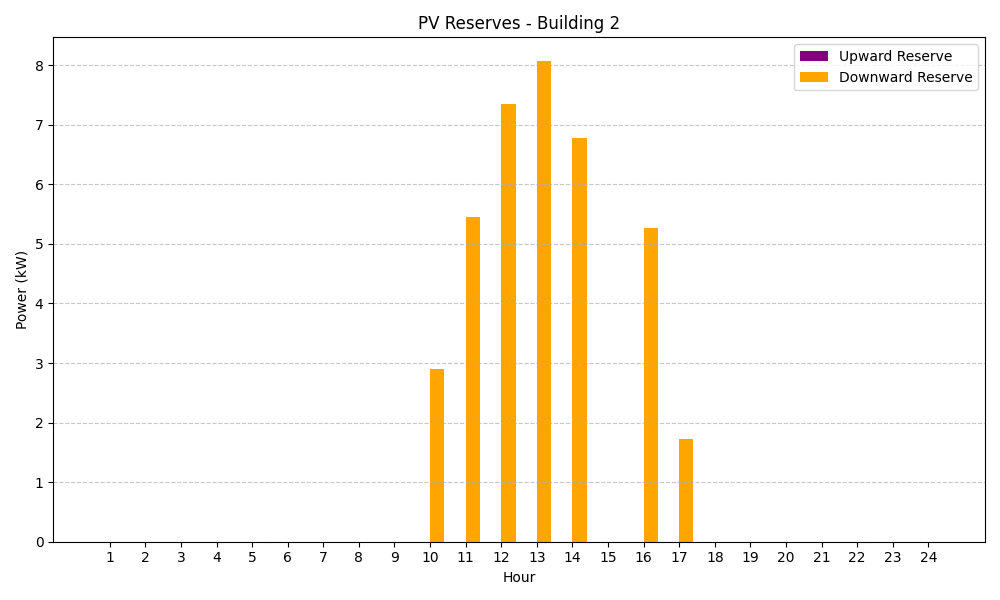 PV Reserves - Building 2
Upward Reserve
Downward Reserve
Power (kW)
8
7
6
5
4
3
2
1
0
1 2 3 4 5 6 7 8 9 10 11 12 13 14 15 16 17 18 19 20 21 22 23 24
Hour